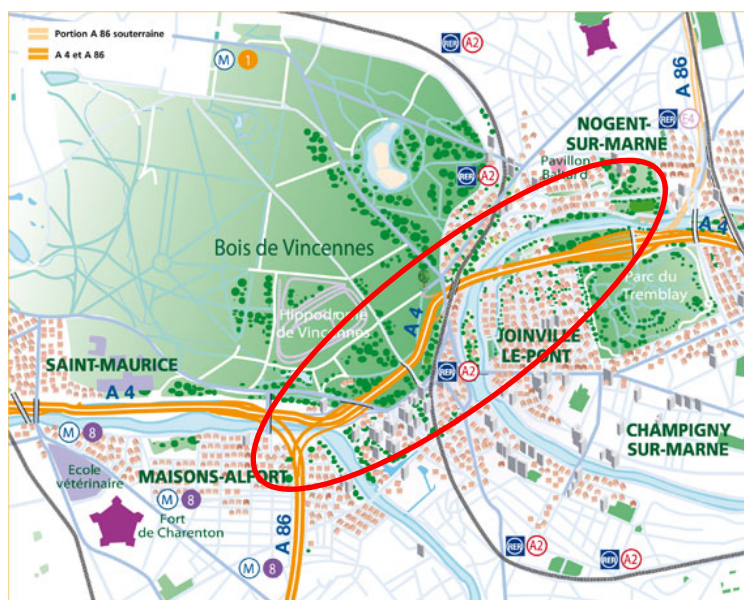 Portion A 86 souterraine
A 4 et A 86
M 1
RER A2
A 86
NOGENT-
SUR-MARNE
RER E4
Pavillon
Baltard
RER A2
Bois de Vincennes
A 4
Parc du
Tremblay
Hippodrome
de Vincennes
A 4
JOINVILLE
LE-PONT
SAINT-MAURICE
A 4
RER A2
M 8
CHAMPIGNY
SUR-MARNE
Ecole
vétérinaire
MAISONS-ALFORT
M 8
Fort
de Charenton
A 86
M 8
RER A2
RER A2